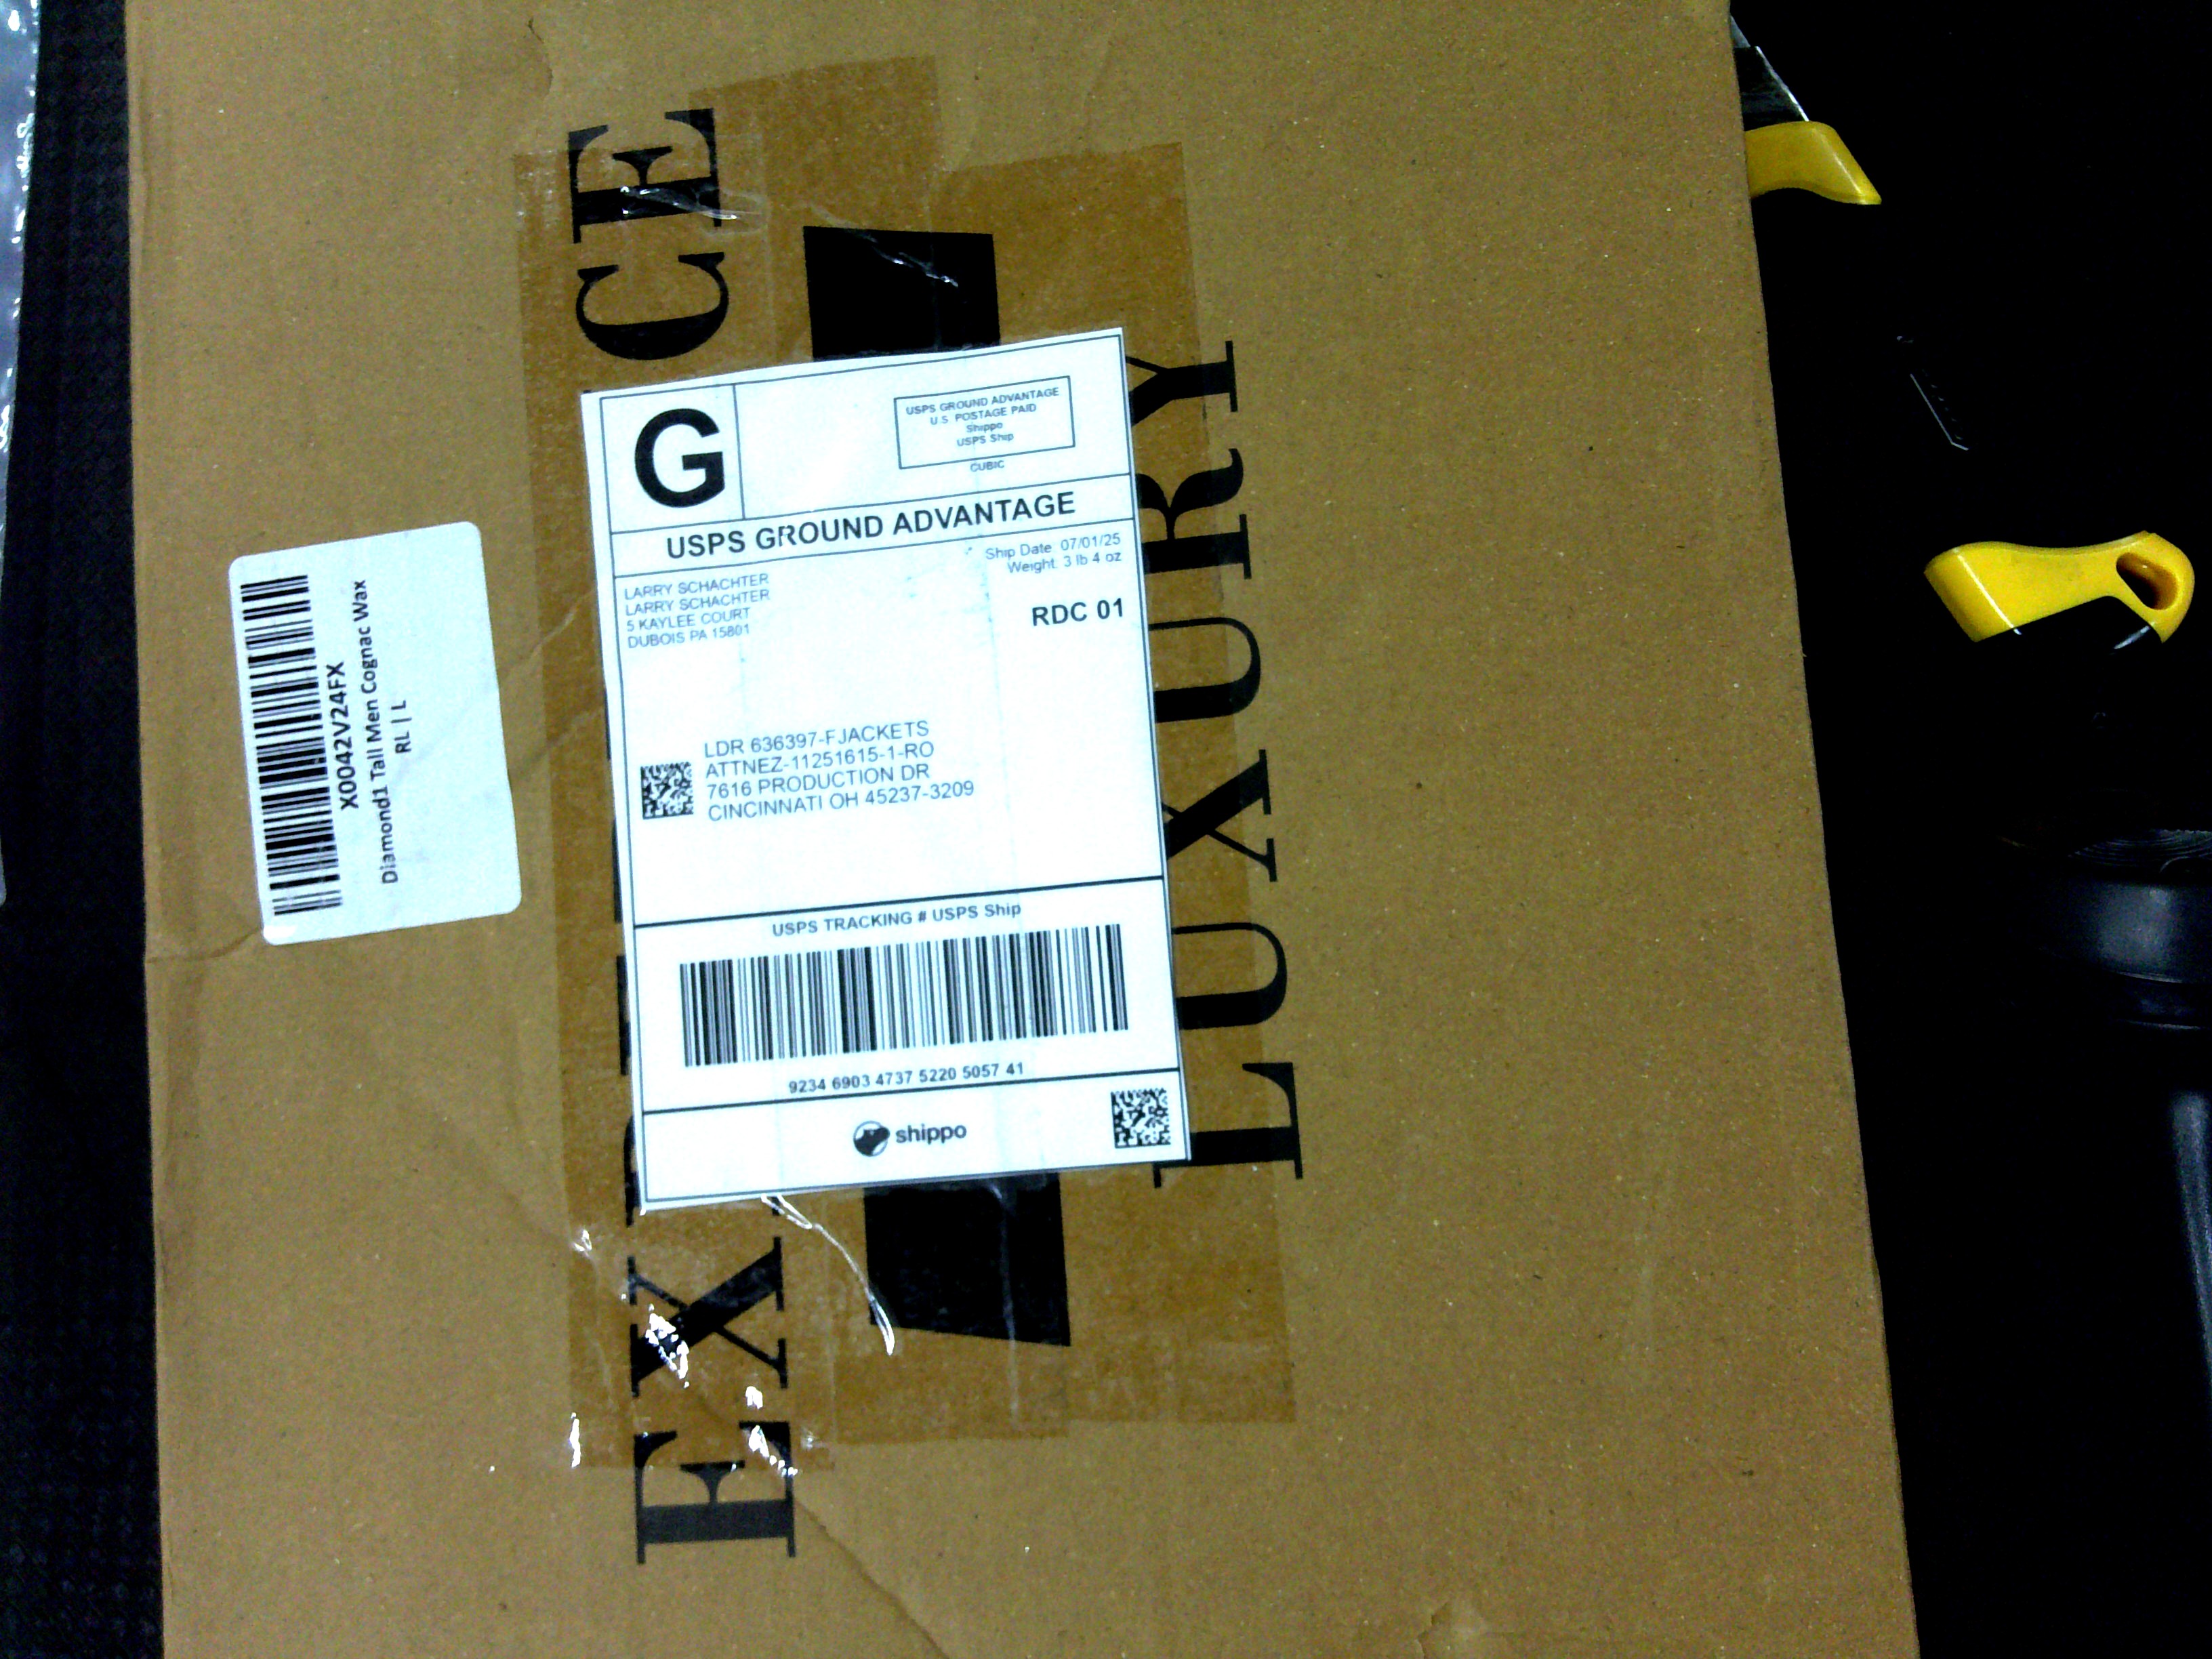 G
USPS GROUND ADVANTAGE
U.S. POSTAGE PAID
Shippo
USPS Ship
CUBIC
USPS GROUND ADVANTAGE
Ship Date: 07/01/25
Weight: 3 lb 4 oz
RDC 01
LARRY SCHACHTER
LARRY SCHACHTER
5 KAYLEE COURT
DUBOIS PA 15801
LDR 636397-FJACKETS
ATTNEZ-11251615-1-RO
7616 PRODUCTION DR
CINCINNATI OH 45237-3209
USPS TRACKING # USPS Ship
9234 6903 4737 5220 5057 41
shippo
X0042V24FX
Diamond1 Tall Men Cognac Wax
RL | L
LUXURY